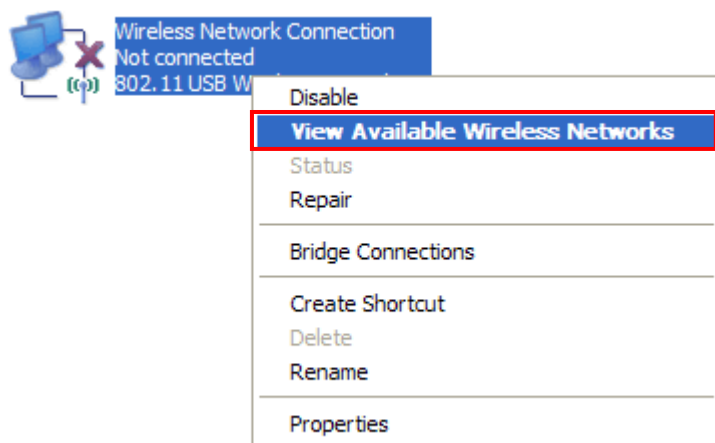 Wireless Network Connection
Not connected
802.11 USB W
Disable
View Available Wireless Networks
Status
Repair
Bridge Connections
Create Shortcut
Delete
Rename
Properties